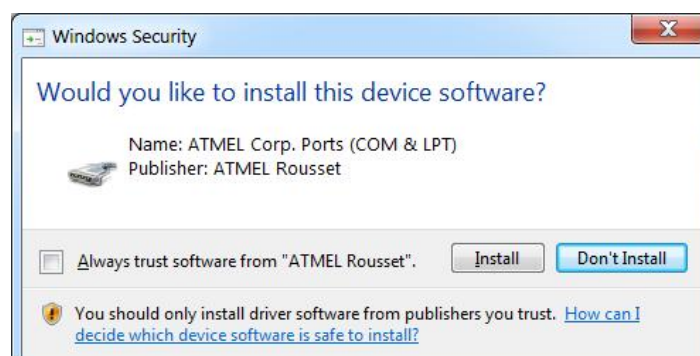 Windows Security
Would you like to install this device software?
Name: ATMEL Corp. Ports (COM & LPT)
Publisher: ATMEL Rousset
Always trust software from "ATMEL Rousset".
Install
Don't Install
You should only install driver software from publishers you trust. How can I
decide which device software is safe to install?